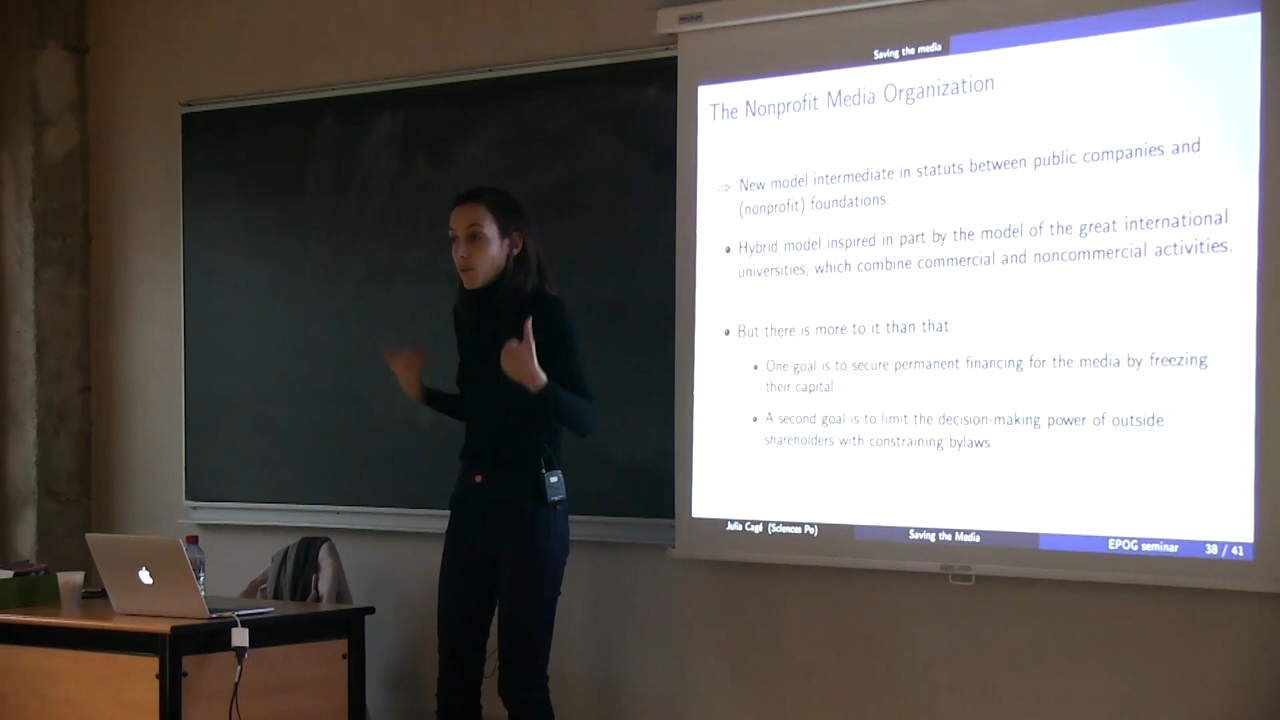 Saving the media
The Nonprofit Media Organization
⇒ New model intermediate in statuts between public companies and
(nonprofit) foundations.
• Hybrid model inspired in part by the model of the great international
universities, which combine commercial and noncommercial activities.
• But there is more to it than that:
• One goal is to secure permanent financing for the media by freezing
their capital
• A second goal is to limit the decision-making power of outside
shareholders with constraining bylaws
Julia Cagé (Sciences Po)
Saving the Media
EPOG seminar
38 / 41